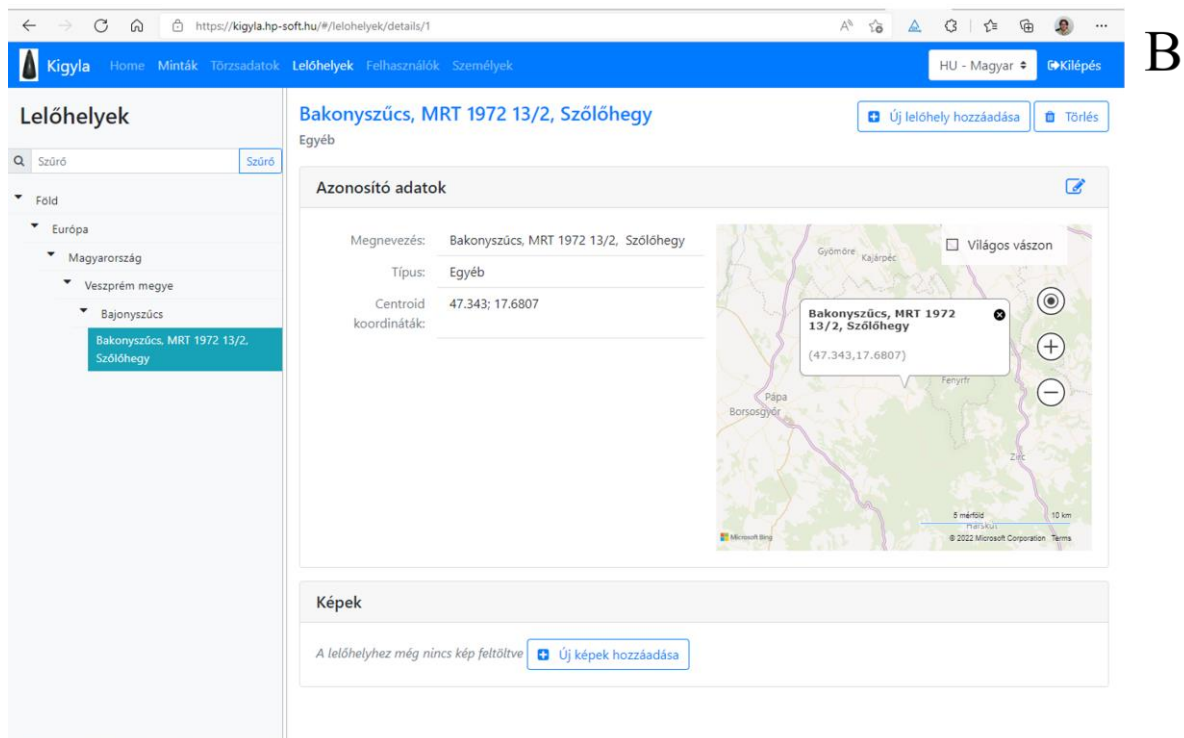 https://kigyla.hp-soft.hu/#/lelohelyek/details/1
B
Kigyla Home Minták Törzsadatok Lelőhelyek Felhasználók Személyek HU - Magyar Kilépés
Lelőhelyek
Szűrő Szűrő
Föld
Európa
Magyarország
Veszprém megye
Bajonyszűcs
Bakonyszűcs, MRT 1972 13/2,
Szőlőhegy
Bakonyszűcs, MRT 1972 13/2, Szőlőhegy
Egyéb
Új lelőhely hozzáadása Törlés
Azonosító adatok
Megnevezés: Bakonyszűcs, MRT 1972 13/2, Szőlőhegy
Típus: Egyéb
Centroid 47.343; 17.6807
koordináták:
Világos vászon
Gyömöre
Kajárpéc
Bakonyszűcs, MRT 1972
13/2, Szőlőhegy
(47.343,17.6807)
Fenyőfő
Pápa
Borsosgyőr
Zirc
5 mérföld 10 km
Hárskút
Microsoft Bing © 2022 Microsoft Corporation Terms
Képek
A lelőhelyhez még nincs kép feltöltve Új képek hozzáadása